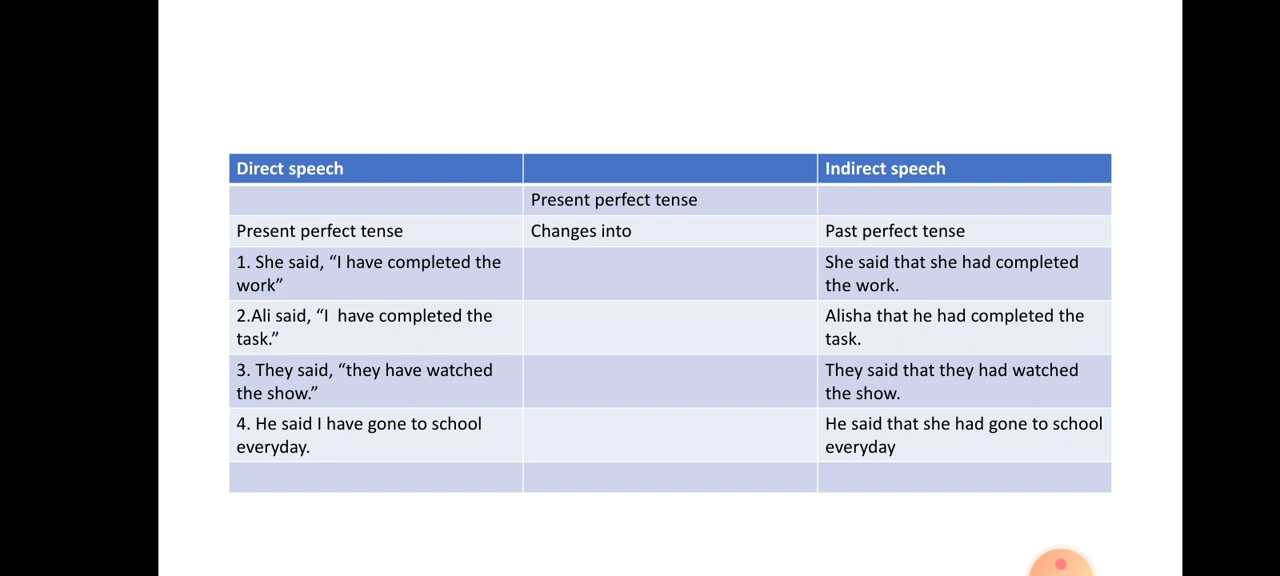 Direct speech Indirect speech
Present perfect tense
Present perfect tense Changes into Past perfect tense
1. She said, “I have completed the
work”
She said that she had completed
the work.
2.Ali said, “I  have completed the
task.”
Alisha that he had completed the
task.
3. They said, “they have watched
the show.”
They said that they had watched
the show.
4. He said I have gone to school
everyday.
He said that she had gone to school
everyday